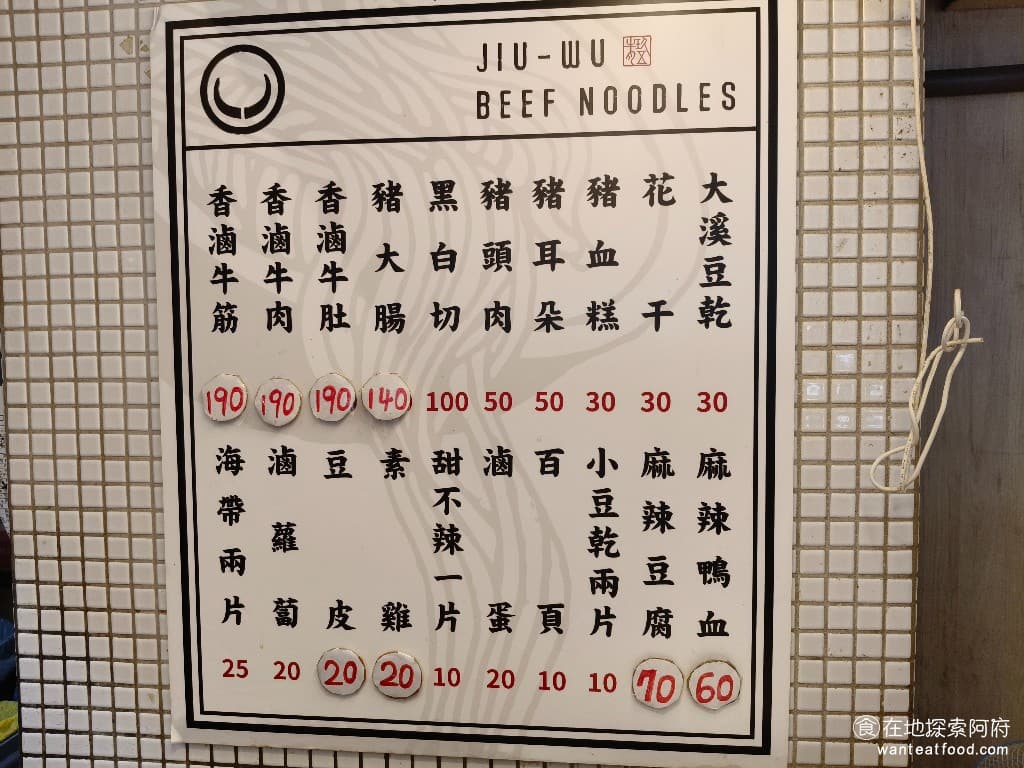 JIU-WU
BEEF NOODLES
大溪豆乾 30
花干 30
豬血糕 30
豬耳朵 50
豬頭肉 50
黑白切 100
豬大腸 140
香滷牛肚 190
香滷牛肉 190
香滷牛筋 190
麻辣鴨血 60
麻辣豆腐 70
小豆乾兩片 10
百頁 10
滷蛋 20
甜不辣一片 10
素雞 20
豆皮 20
滷蘿蔔 20
海帶兩片 25
食在地探索阿府
wanteatfood.com